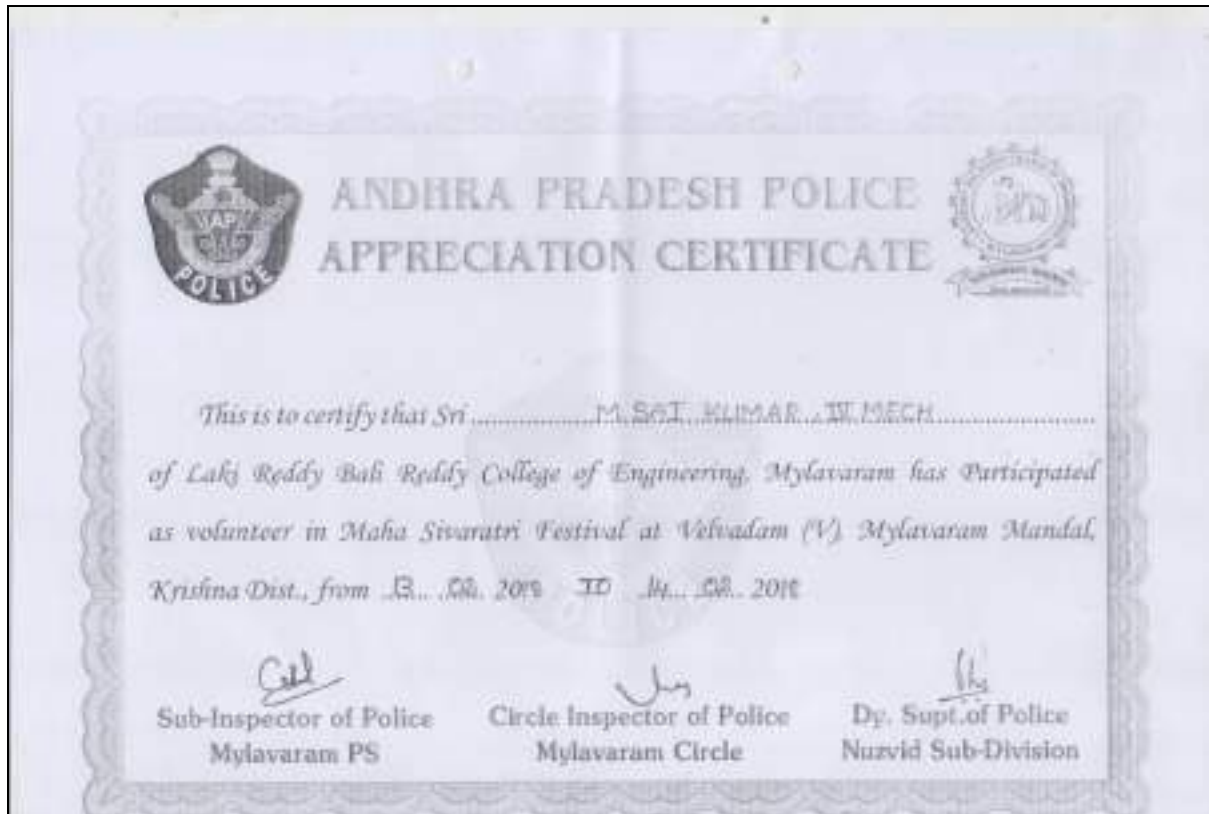 ANDHRA PRADESH POLICE
APPRECIATION CERTIFICATE
AP
POLICE
This is to certify that Sri ................ M. SAI KUMAR .. IV MECH ................
of Laki Reddy Bali Reddy College of Engineering, Mylavaram has Participated
as volunteer in Maha Sivaratri Festival at Velvadam (V), Mylavaram Mandal,
Krishna Dist., from ..13.. ..02.. 2018 TO ..14.. ..02.. 2018
Sub-Inspector of Police
Mylavaram PS
Circle Inspector of Police
Mylavaram Circle
Dy. Supt.of Police
Nuzvid Sub-Division